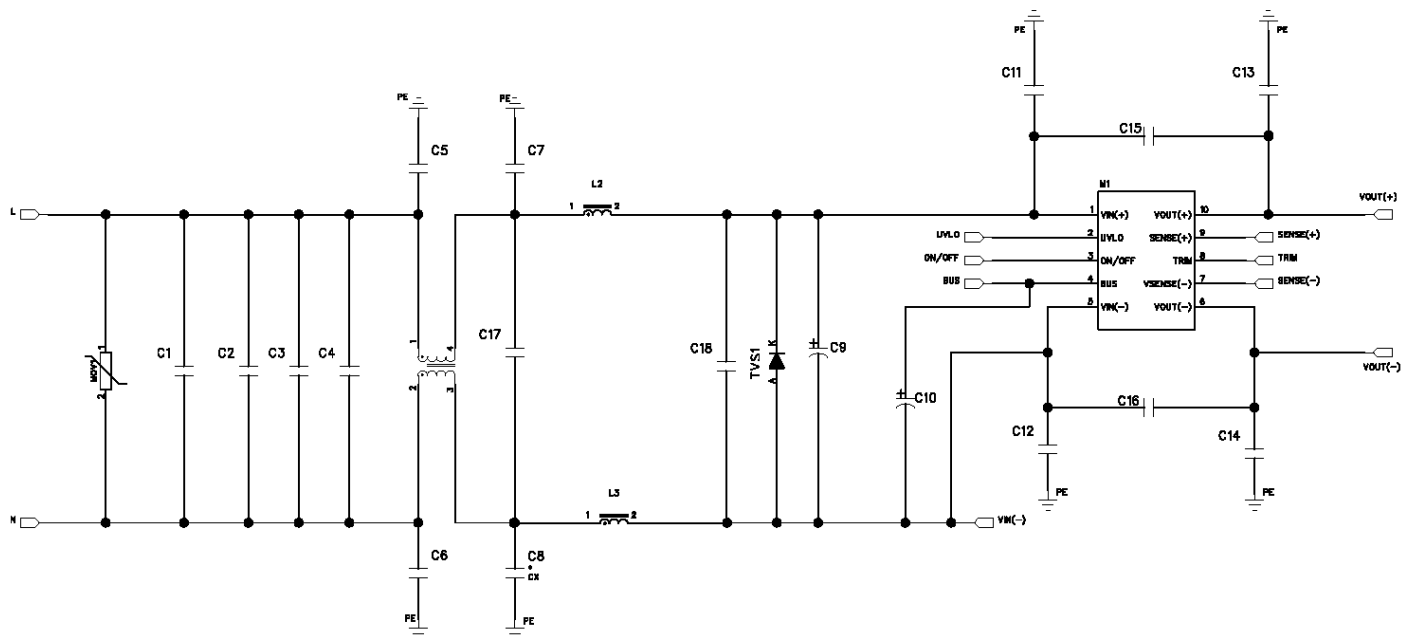 PE
PE
C11
C13
PE -
PE-
C15
C5
C7
M1
L2
VOUT(+)
L
1
2
1
VIN(+)
VOUT(+)
10
UVLO
2
UVLO
SENSE(+)
9
SENSE(+)
ON/OFF
3
ON/OFF
TRIM
8
TRIM
BUS
4
BUS
VSENSE(-)
7
SENSE(-)
5
VIN(-)
VOUT(-)
6
C17
1
4
1
MOV1
2
C1
C2
C3
C4
C18
K
TVS1
A
+
C9
VOUT(-)
2
3
+
C10
C16
C12
C14
L3
PE
PE
N
1
2
VIN(-)
C6
C8
CX
PE
PE